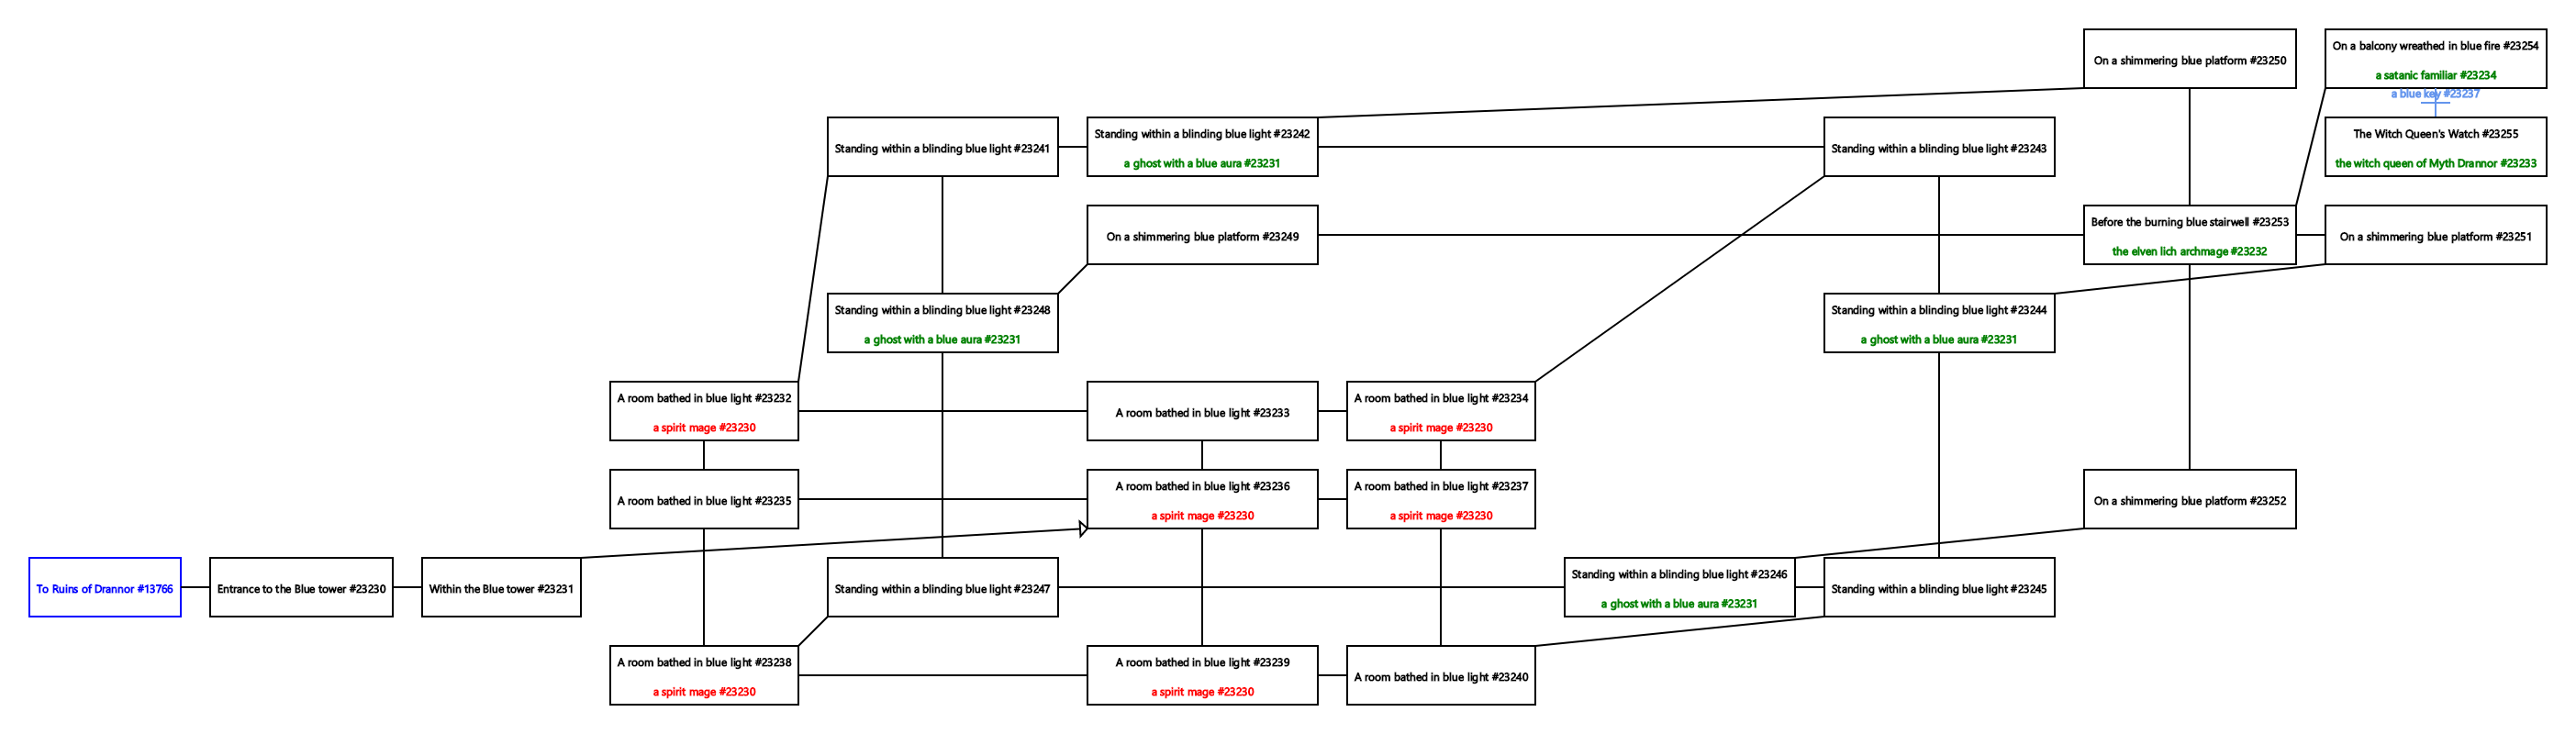 On a shimmering blue platform #23250
On a balcony wreathed in blue fire #23254
a satanic familiar #23234
a blue key #23237
Standing within a blinding blue light #23241
Standing within a blinding blue light #23242
a ghost with a blue aura #23231
Standing within a blinding blue light #23243
The Witch Queen's Watch #23255
the witch queen of Myth Drannor #23233
On a shimmering blue platform #23249
Before the burning blue stairwell #23253
the elven lich archmage #23232
On a shimmering blue platform #23251
Standing within a blinding blue light #23248
a ghost with a blue aura #23231
Standing within a blinding blue light #23244
a ghost with a blue aura #23231
A room bathed in blue light #23232
a spirit mage #23230
A room bathed in blue light #23233
A room bathed in blue light #23234
a spirit mage #23230
A room bathed in blue light #23235
A room bathed in blue light #23236
a spirit mage #23230
A room bathed in blue light #23237
a spirit mage #23230
On a shimmering blue platform #23252
To Ruins of Drannor #13766
Entrance to the Blue tower #23230
Within the Blue tower #23231
Standing within a blinding blue light #23247
Standing within a blinding blue light #23246
a ghost with a blue aura #23231
Standing within a blinding blue light #23245
A room bathed in blue light #23238
a spirit mage #23230
A room bathed in blue light #23239
a spirit mage #23230
A room bathed in blue light #23240